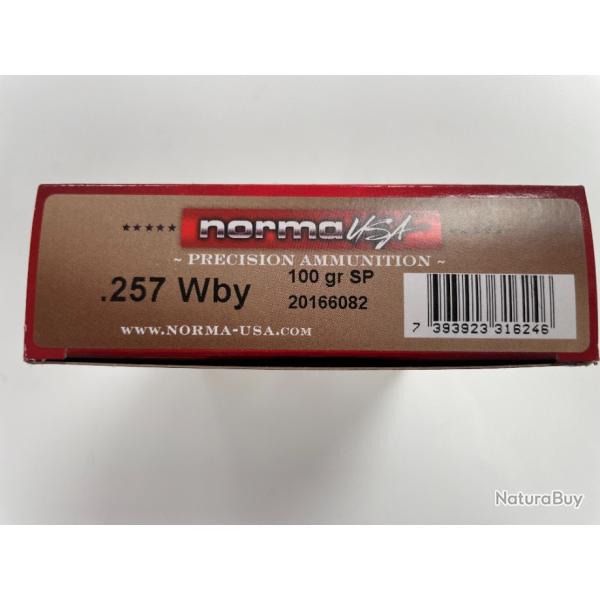 ★★★★★ norma USA ★★★★★
~ PRECISION AMMUNITION ~
.257 Wby
100 gr SP
20166082
WWW.NORMA-USA.COM
7 393923 316246
NaturaBuy